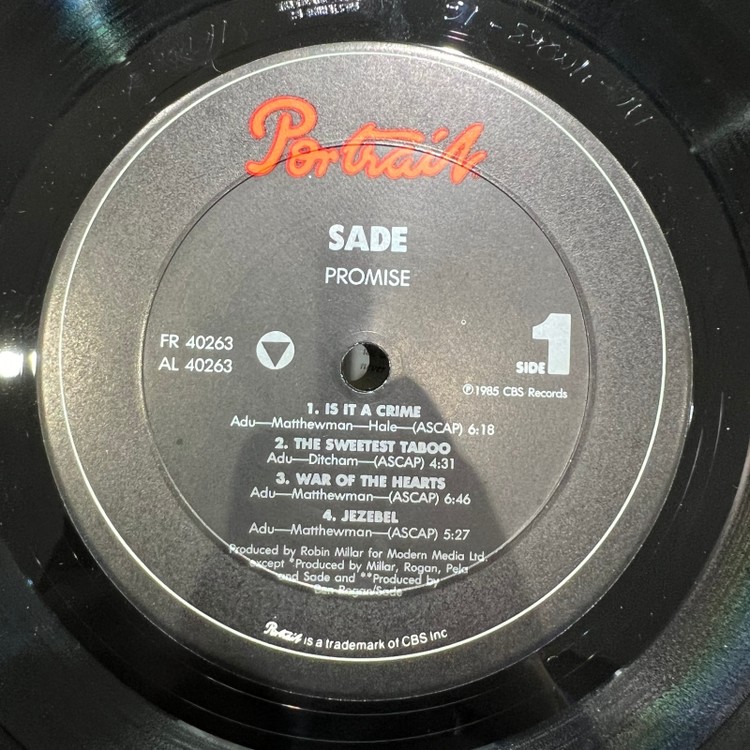 Portrait
SADE
PROMISE
FR 40263
AL 40263
SIDE 1
℗1985 CBS Records
1. IS IT A CRIME
Adu—Matthewman—Hale—(ASCAP) 6:18
2. THE SWEETEST TABOO
Adu—Ditcham—(ASCAP) 4:31
3. WAR OF THE HEARTS
Adu—Matthewman—(ASCAP) 6:46
4. JEZEBEL
Adu—Matthewman—(ASCAP) 5:27
Produced by Robin Millar for Modern Media Ltd.
except *Produced by Millar, Rogan, Pela
and Sade and **Produced by
Ben Rogan/Sade
Portrait is a trademark of CBS Inc